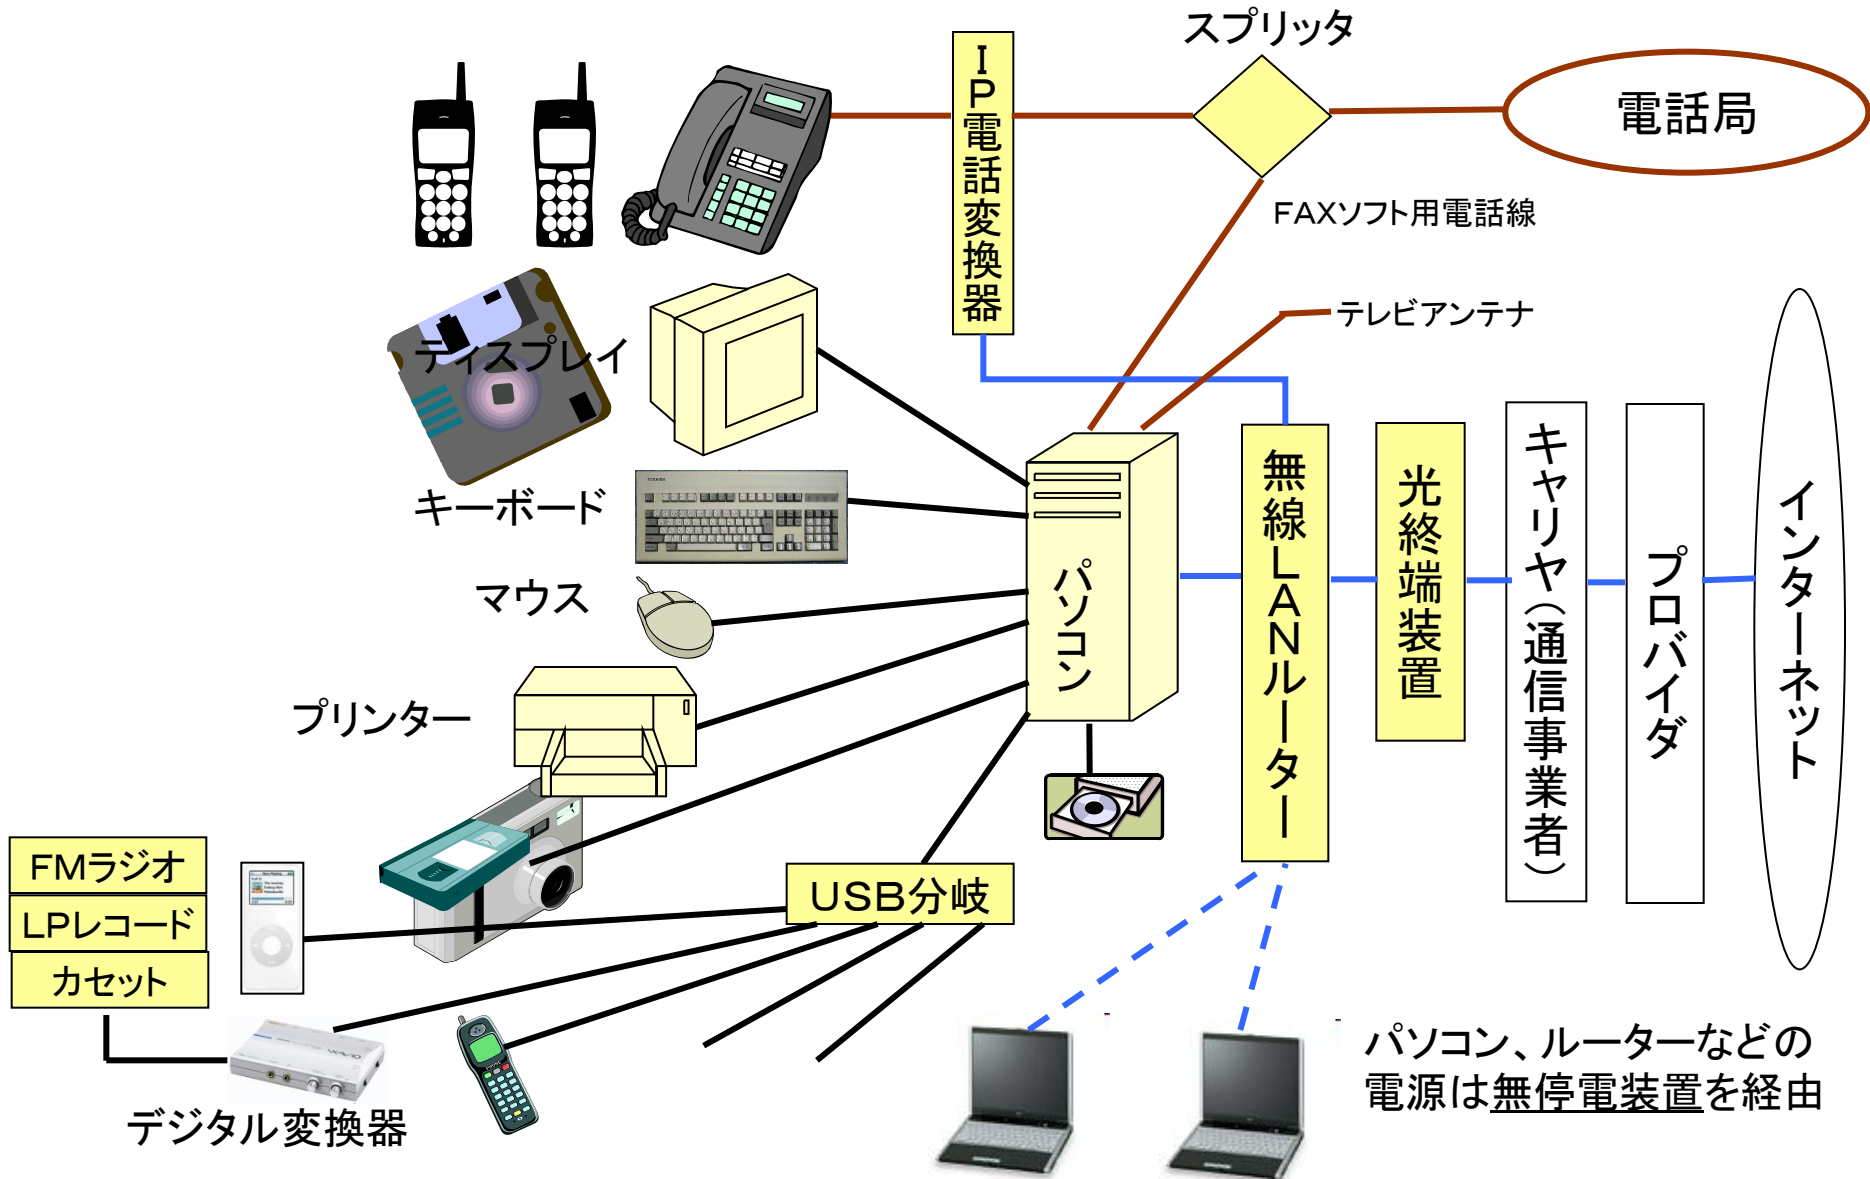 スプリッタ
IP電話変換器
電話局
FAXソフト用電話線
テレビアンテナ
ディスプレイ
キーボード
TOSHIBA
マウス
パソコン
無線LANルーター
光終端装置
キャリヤ(通信事業者)
プロバイダ
インターネット
プリンター
FMラジオ
LPレコード
カセット
USB分岐
デジタル変換器
パソコン、ルーターなどの
電源は無停電装置を経由